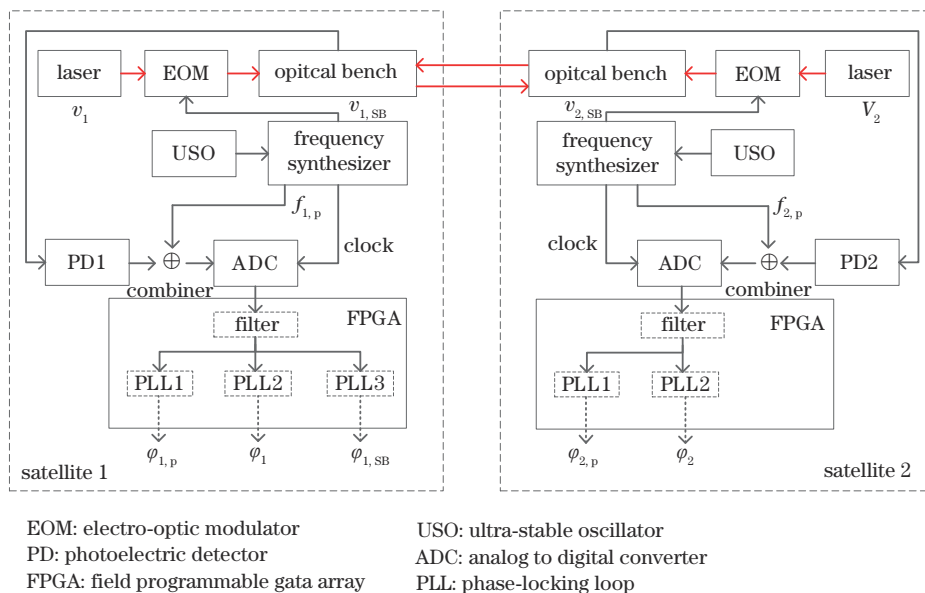 laser
EOM
opitcal bench
opitcal bench
EOM
laser
v1
v1, SB
v2, SB
V2
USO
frequency
synthesizer
frequency
synthesizer
USO
f1, p
f2, p
clock
clock
PD1
⊕
ADC
combiner
ADC
⊕
PD2
combiner
filter
FPGA
filter
FPGA
PLL1
PLL2
PLL3
PLL1
PLL2
φ1, p
φ1
φ1, SB
φ2, p
φ2
satellite 1
satellite 2
EOM: electro-optic modulator
USO: ultra-stable oscillator
PD: photoelectric detector
ADC: analog to digital converter
FPGA: field programmable gata array
PLL: phase-locking loop